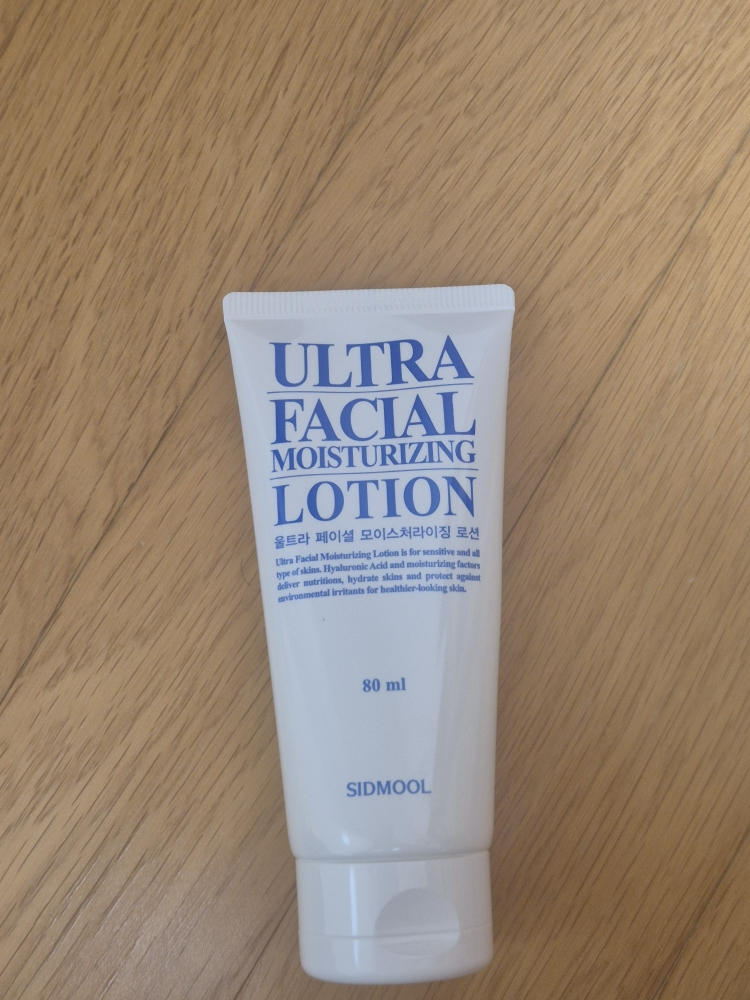 ULTRA
FACIAL
MOISTURIZING
LOTION
울트라 페이셜 모이스처라이징 로션
Ultra Facial Moisturizing Lotion is for sensitive and all
type of skins. Hyaluronic Acid and moisturizing factors
deliver nutritions, hydrate skins and protect against
environmental irritants for healthier-looking skin.
80 ml
SIDMOOL